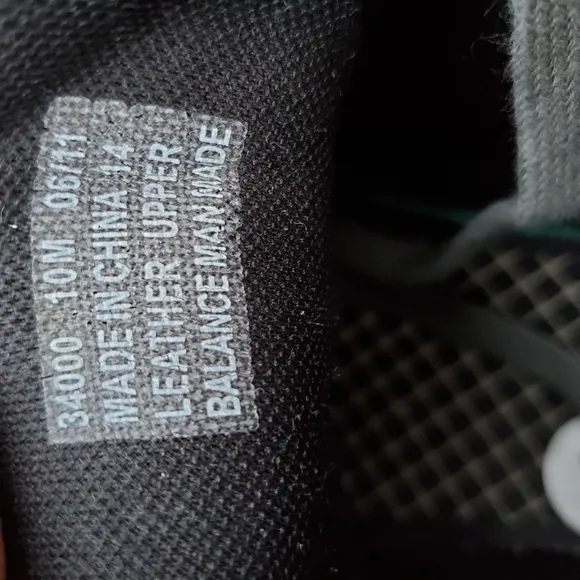 34000 10M 06/11
MADE IN CHINA 14
LEATHER UPPER
BALANCE MAN MADE